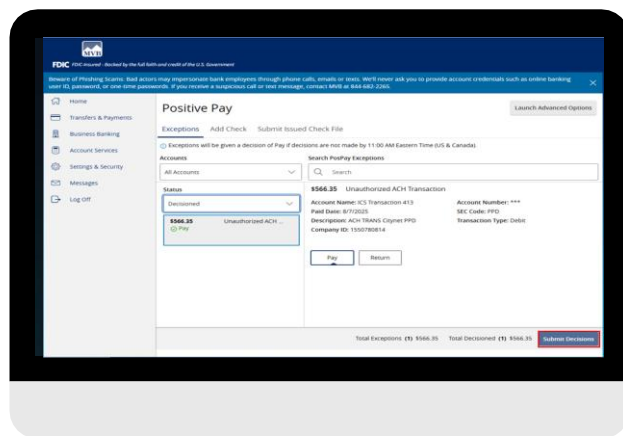 MVB
FDIC FDIC-Insured - Backed by the full faith and credit of the U.S. Government
Beware of Phishing Scams. Bad actors may impersonate bank employees through phone calls, emails or texts. We'll never ask you to provide account credentials such as online banking
user ID, password, or one-time passwords. If you receive a suspicious call or text message, contact MVB at 844-682-2265.
Home
Transfers & Payments
Business Banking
Account Services
Settings & Security
Messages
Log Off
Positive Pay
Launch Advanced Options
Exceptions Add Check Submit Issued Check File
Exceptions will be given a decision of Pay if decisions are not made by 11:00 AM Eastern Time (US & Canada).
Accounts
All Accounts
Search PosPay Exceptions
Search
Status
Decisioned
$566.35 Unauthorized ACH ...
Pay
$566.35 Unauthorized ACH Transaction
Account Name: ICS Transaction 413
Account Number: ***
Paid Date: 8/7/2025
SEC Code: PPD
Description: ACH TRANS Citynet PPD
Transaction Type: Debit
Company ID: 1550780814
Pay
Return
Total Exceptions (1) $566.35 Total Decisioned (1) $566.35
Submit Decisions